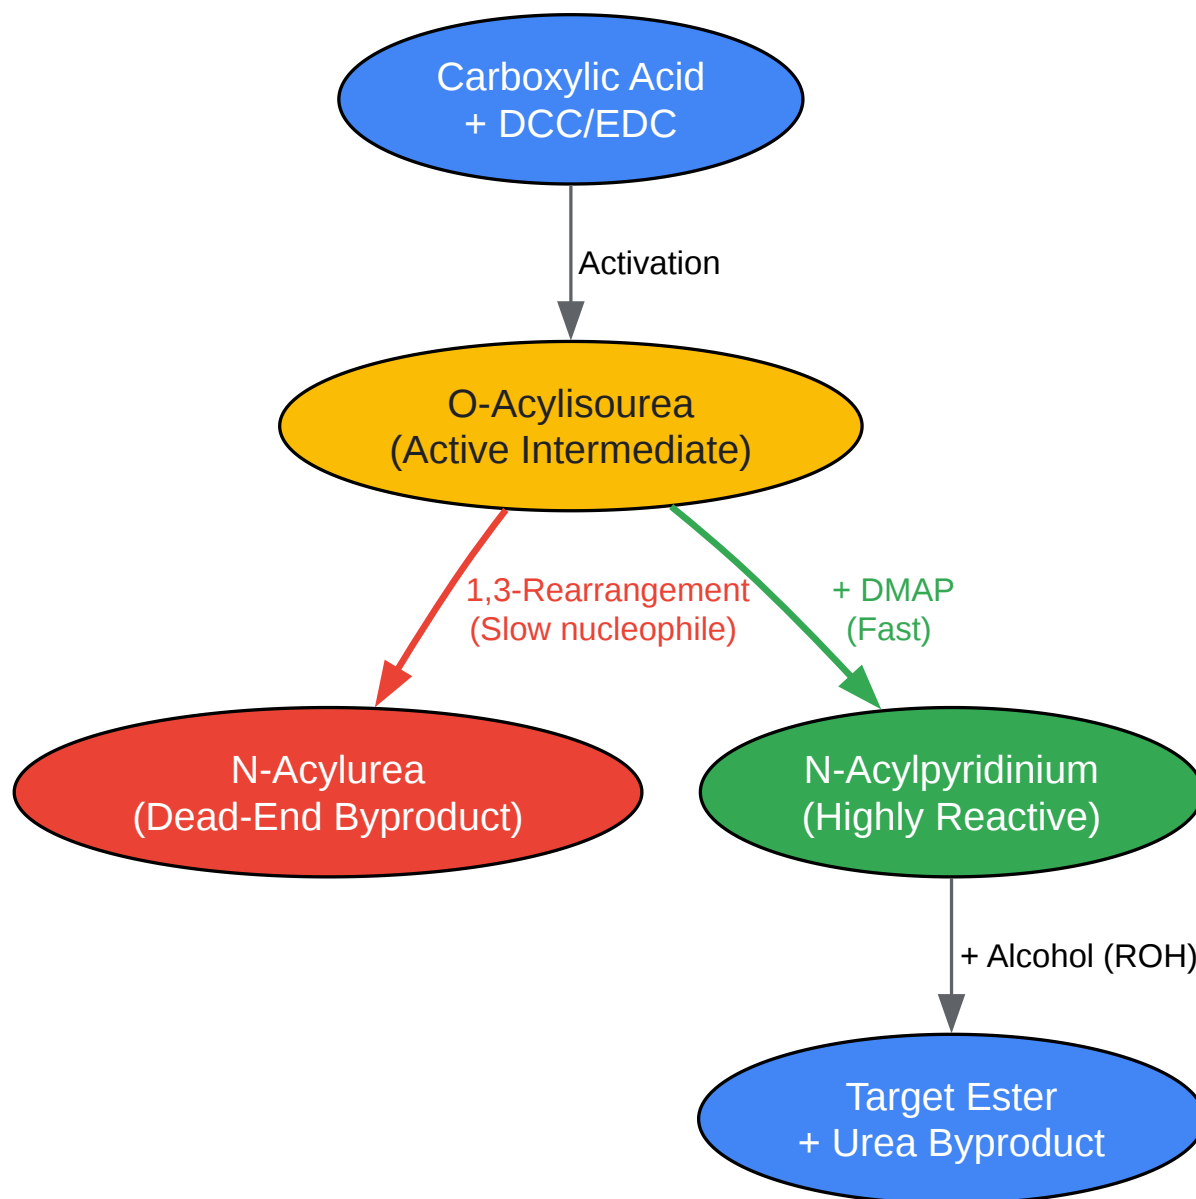 Carboxylic Acid
+ DCC/EDC
Activation
O-Acylisourea
(Active Intermediate)
1,3-Rearrangement
(Slow nucleophile)
+ DMAP
(Fast)
N-Acylurea
(Dead-End Byproduct)
N-Acylpyridinium
(Highly Reactive)
+ Alcohol (ROH)
Target Ester
+ Urea Byproduct